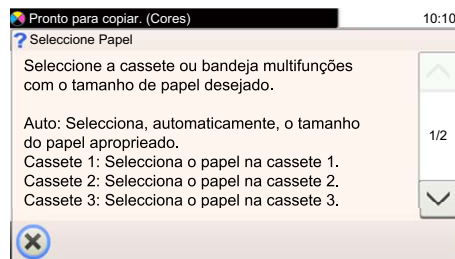 Pronto para copiar. (Cores)
10:10
Seleccione Papel
Seleccione a cassete ou bandeja multifunções
com o tamanho de papel desejado.
Auto: Selecciona, automaticamente, o tamanho
do papel aproprieado.
Cassete 1: Selecciona o papel na cassete 1.
Cassete 2: Selecciona o papel na cassete 2.
Cassete 3: Selecciona o papel na cassete 3.
1/2